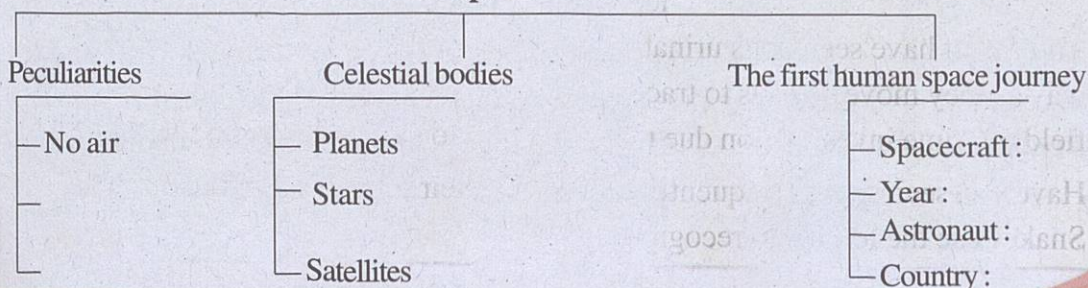 Peculiarities
No air
Celestial bodies
Planets
Stars
Satellites
The first human space journey
Spacecraft :
Year :
Astronaut :
Country :